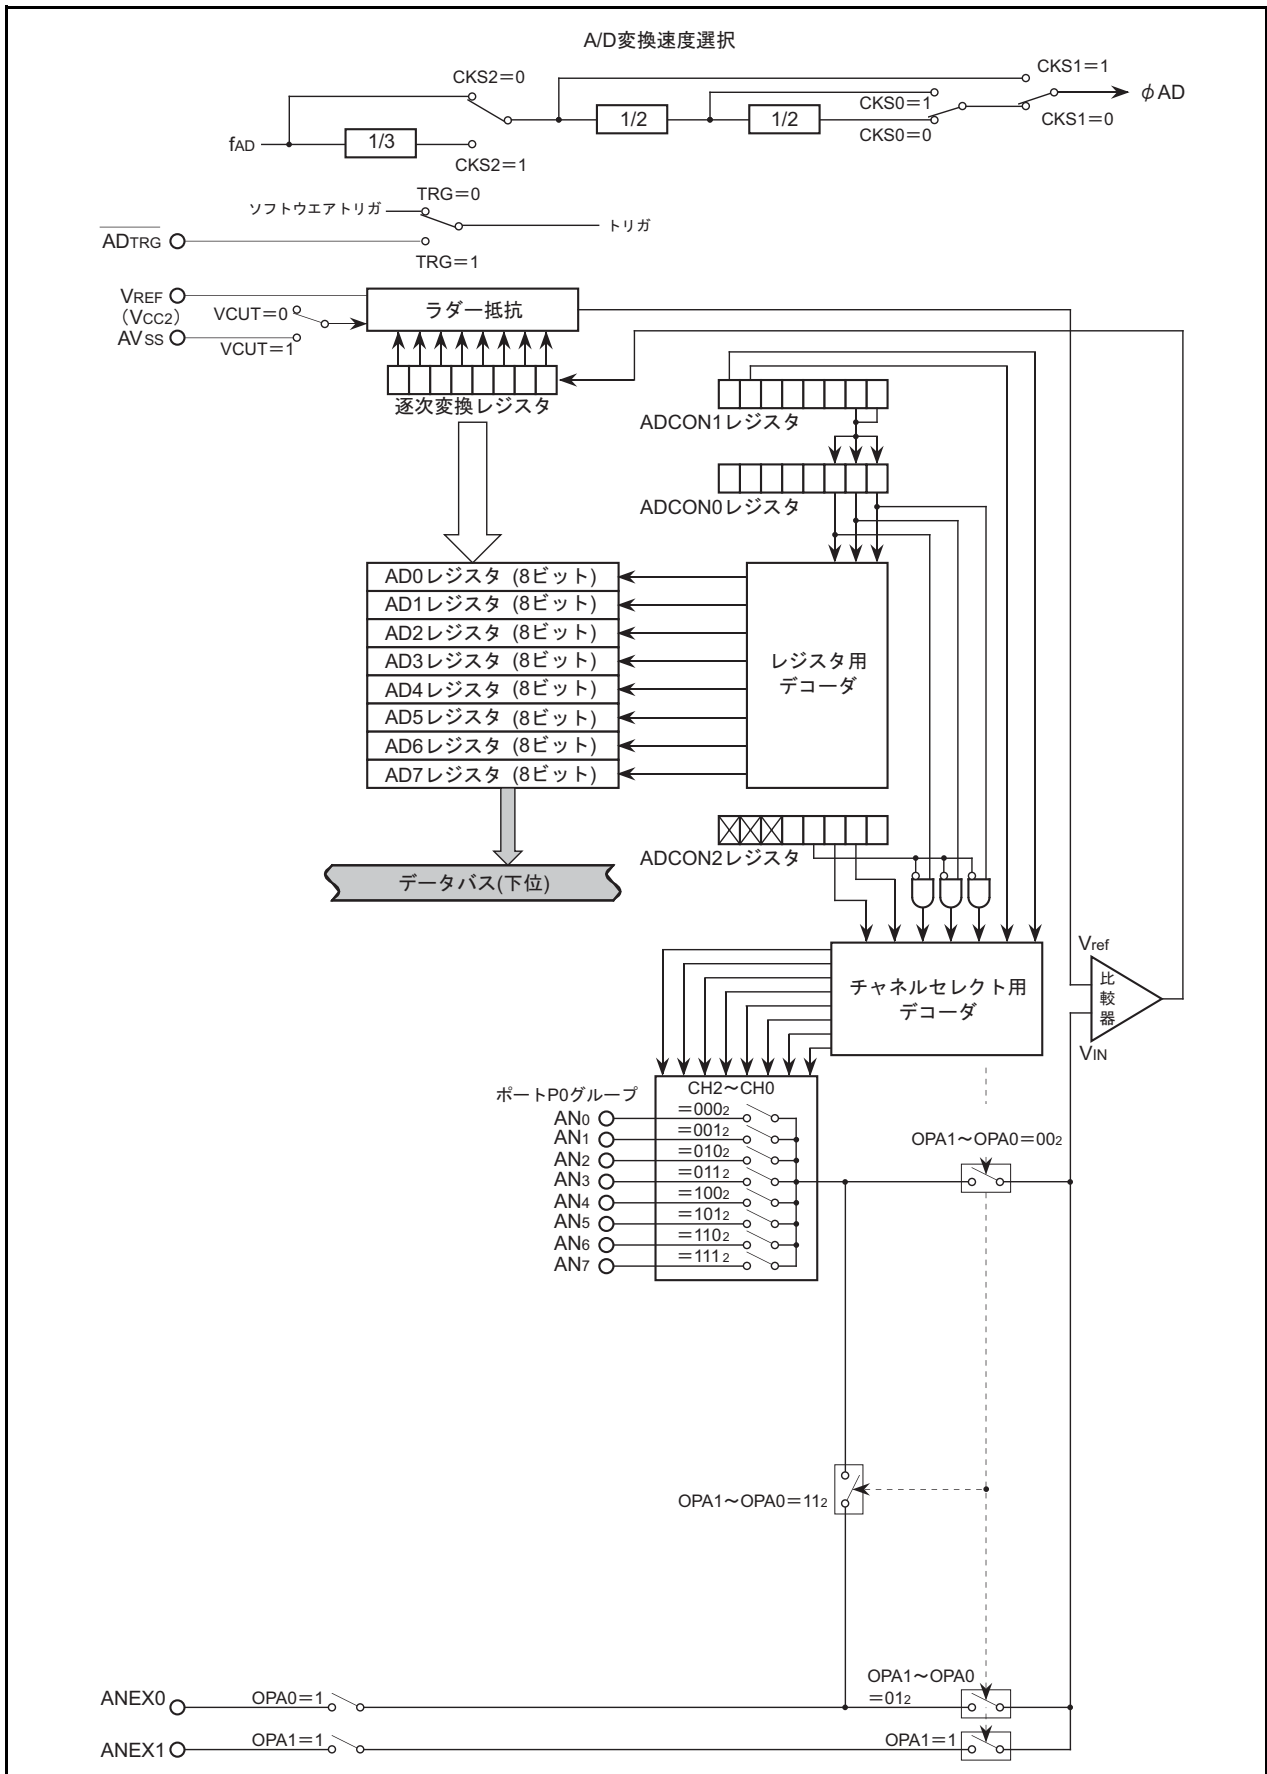 A/D変換速度選択
CKS2=0
CKS1=1
CKS0=1
φAD
fAD
1/3
1/2
1/2
CKS0=0
CKS1=0
CKS2=1
TRG=0
ソフトウエアトリガ
トリガ
ADTRG
TRG=1
VREF
(VCC2)
AVSS
VCUT=0
VCUT=1
ラダー抵抗
逐次変換レジスタ
ADCON1レジスタ
ADCON0レジスタ
AD0レジスタ (8ビット)
AD1レジスタ (8ビット)
AD2レジスタ (8ビット)
AD3レジスタ (8ビット)
AD4レジスタ (8ビット)
AD5レジスタ (8ビット)
AD6レジスタ (8ビット)
AD7レジスタ (8ビット)
レジスタ用
デコーダ
ADCON2レジスタ
データバス(下位)
チャネルセレクト用
デコーダ
Vref
比較器
VIN
ポートP0グループ
CH2～CH0
AN0 =0002
AN1 =0012
AN2 =0102
AN3 =0112
AN4 =1002
AN5 =1012
AN6 =1102
AN7 =1112
OPA1～OPA0=002
OPA1～OPA0=112
OPA1～OPA0
=012
ANEX0
OPA0=1
ANEX1
OPA1=1
OPA1=1